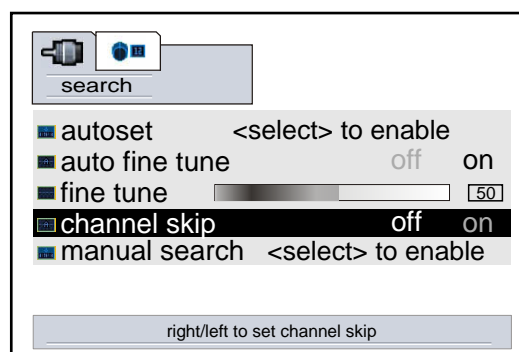 search
autoset <select> to enable
auto fine tune off on
fine tune 50
channel skip off on
manual search <select> to enable
right/left to set channel skip